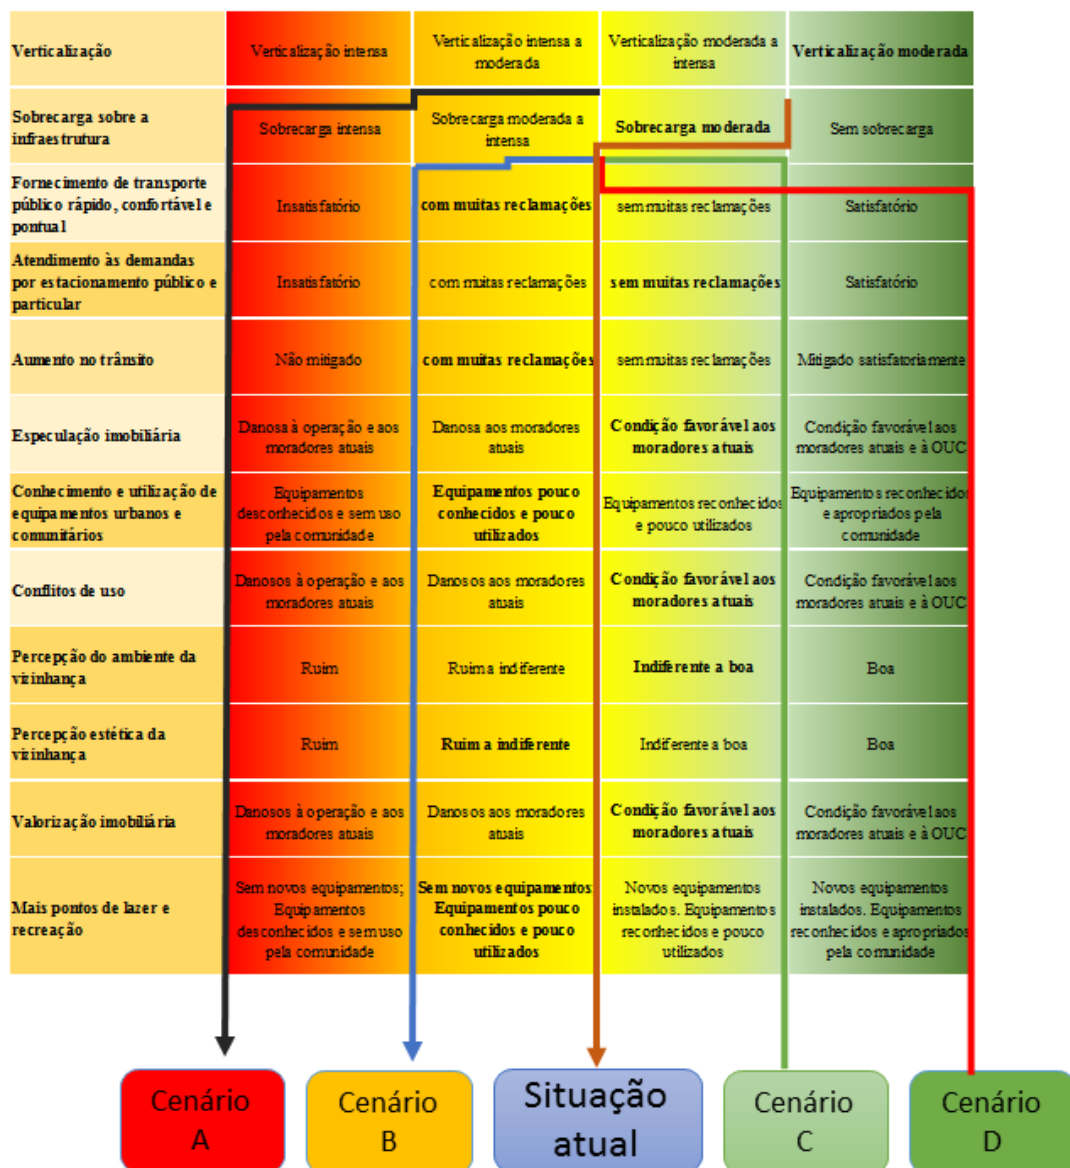 Verticalização
Verticalização intensa
Verticalização intensa a
moderada
Verticalização moderada a
intensa
Verticalização moderada
Sobrecarga sobre a
infraestrutura
Sobrecarga intensa
Sobrecarga moderada a
intensa
Sobrecarga moderada
Sem sobrecarga
Fornecimento de transporte
público rápido, confortável e
pontual
Insatisfatório
com muitas reclamações
sem muitas reclamações
Satisfatório
Atendimento às demandas
por estacionamento público e
particular
Insatisfatório
com muitas reclamações
sem muitas reclamações
Satisfatório
Aumento no trânsito
Não mitigado
com muitas reclamações
sem muitas reclamações
Mitigado satisfatoriamente
Especulação imobiliária
Danosa à operação e aos
moradores atuais
Danosa aos moradores
atuais
Condição favorável aos
moradores atuais
Condição favorável aos
moradores atuais e à OUC
Conhecimento e utilização de
equipamentos urbanos e
comunitários
Equipamentos
desconhecidos e sem uso
pela comunidade
Equipamentos pouco
conhecidos e pouco
utilizados
Equipamentos reconhecidos
e pouco utilizados
Equipamentos reconhecidos
e apropriados pela
comunidade
Conflitos de uso
Danosos à operação e aos
moradores atuais
Danosos aos moradores
atuais
Condição favorável aos
moradores atuais
Condição favorável aos
moradores atuais e à OUC
Percepção do ambiente da
vizinhança
Ruim
Ruim a indiferente
Indiferente a boa
Boa
Percepção estética da
vizinhança
Ruim
Ruim a indiferente
Indiferente a boa
Boa
Valorização imobiliária
Danosos à operação e aos
moradores atuais
Danosos aos moradores
atuais
Condição favorável aos
moradores atuais
Condição favorável aos
moradores atuais e à OUC
Mais pontos de lazer e
recreação
Sem novos equipamentos;
Equipamentos
desconhecidos e sem uso
pela comunidade
Sem novos equipamentos;
Equipamentos pouco
conhecidos e pouco
utilizados
Novos equipamentos
instalados. Equipamentos
reconhecidos e pouco
utilizados
Novos equipamentos
instalados. Equipamentos
reconhecidos e apropriados
pela comunidade
Cenário
A
Cenário
B
Situação
atual
Cenário
C
Cenário
D